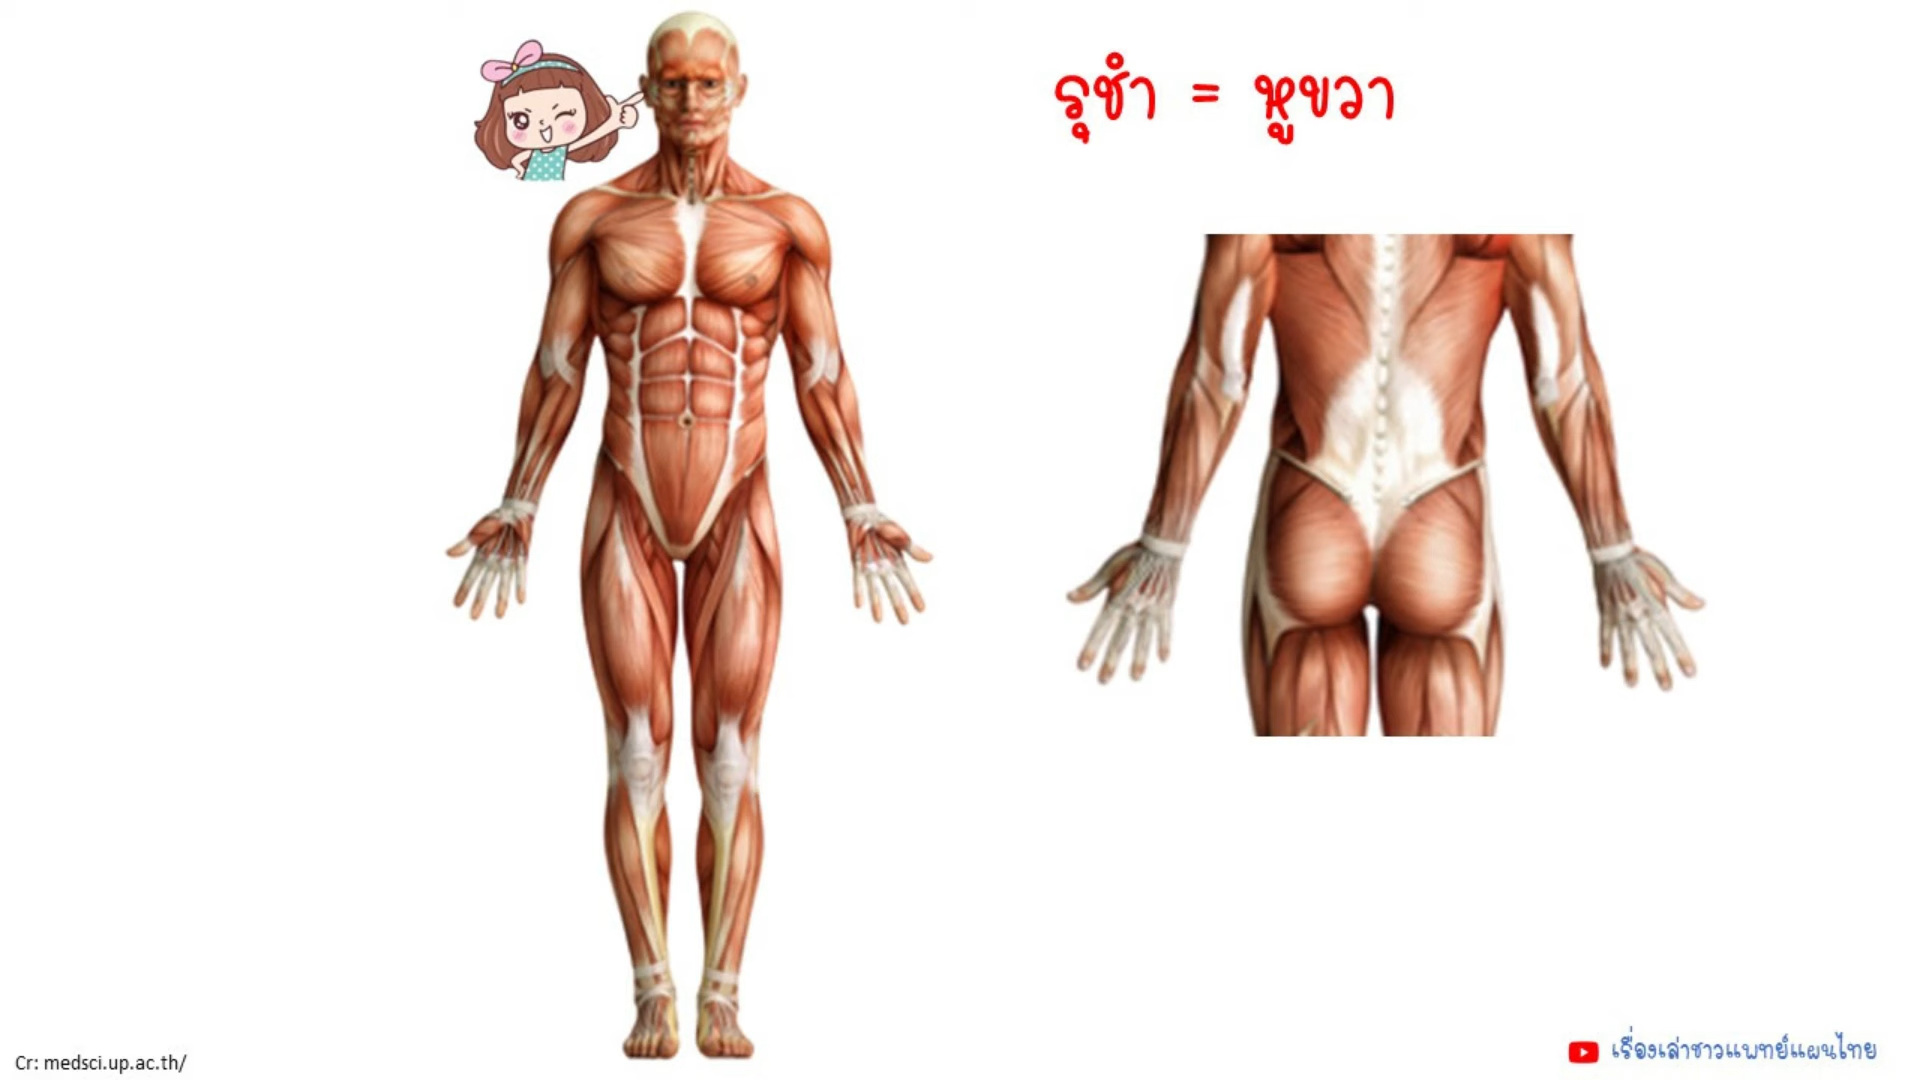 รุชำ = หูขวา
Cr: medsci.up.ac.th/
เรื่องเล่าชาวแพทย์แผนไทย